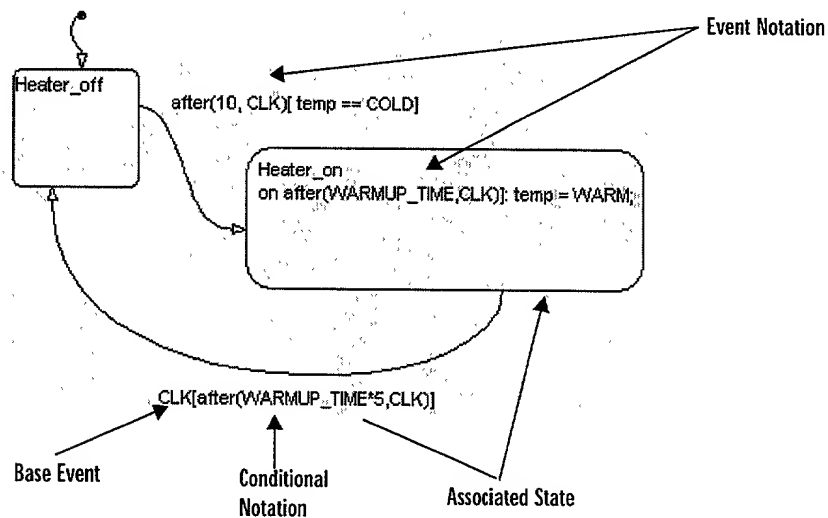 Event Notation
Heater_off
after(10, CLK)[ temp == COLD]
Heater_on
on after(WARMUP_TIME,CLK)]: temp = WARM;
CLK[after(WARMUP_TIME*5,CLK)]
Base Event
Conditional
Notation
Associated State